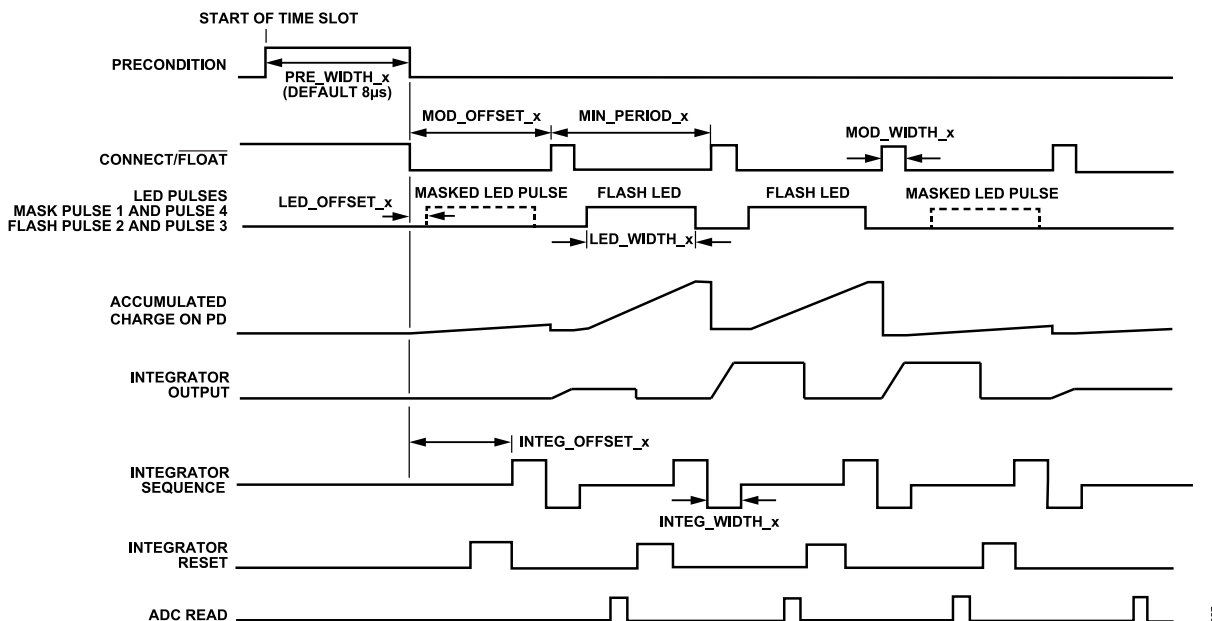 START OF TIME SLOT
PRECONDITION
PRE_WIDTH_x
(DEFAULT 8µs)
MOD_OFFSET_x
MIN_PERIOD_x
MOD_WIDTH_x
CONNECT/FLOAT
LED PULSES
MASK PULSE 1 AND PULSE 4
FLASH PULSE 2 AND PULSE 3
LED_OFFSET_x
MASKED LED PULSE
FLASH LED
FLASH LED
MASKED LED PULSE
LED_WIDTH_x
ACCUMULATED
CHARGE ON PD
INTEGRATOR
OUTPUT
INTEG_OFFSET_x
INTEGRATOR
SEQUENCE
INTEG_WIDTH_x
INTEGRATOR
RESET
ADC READ